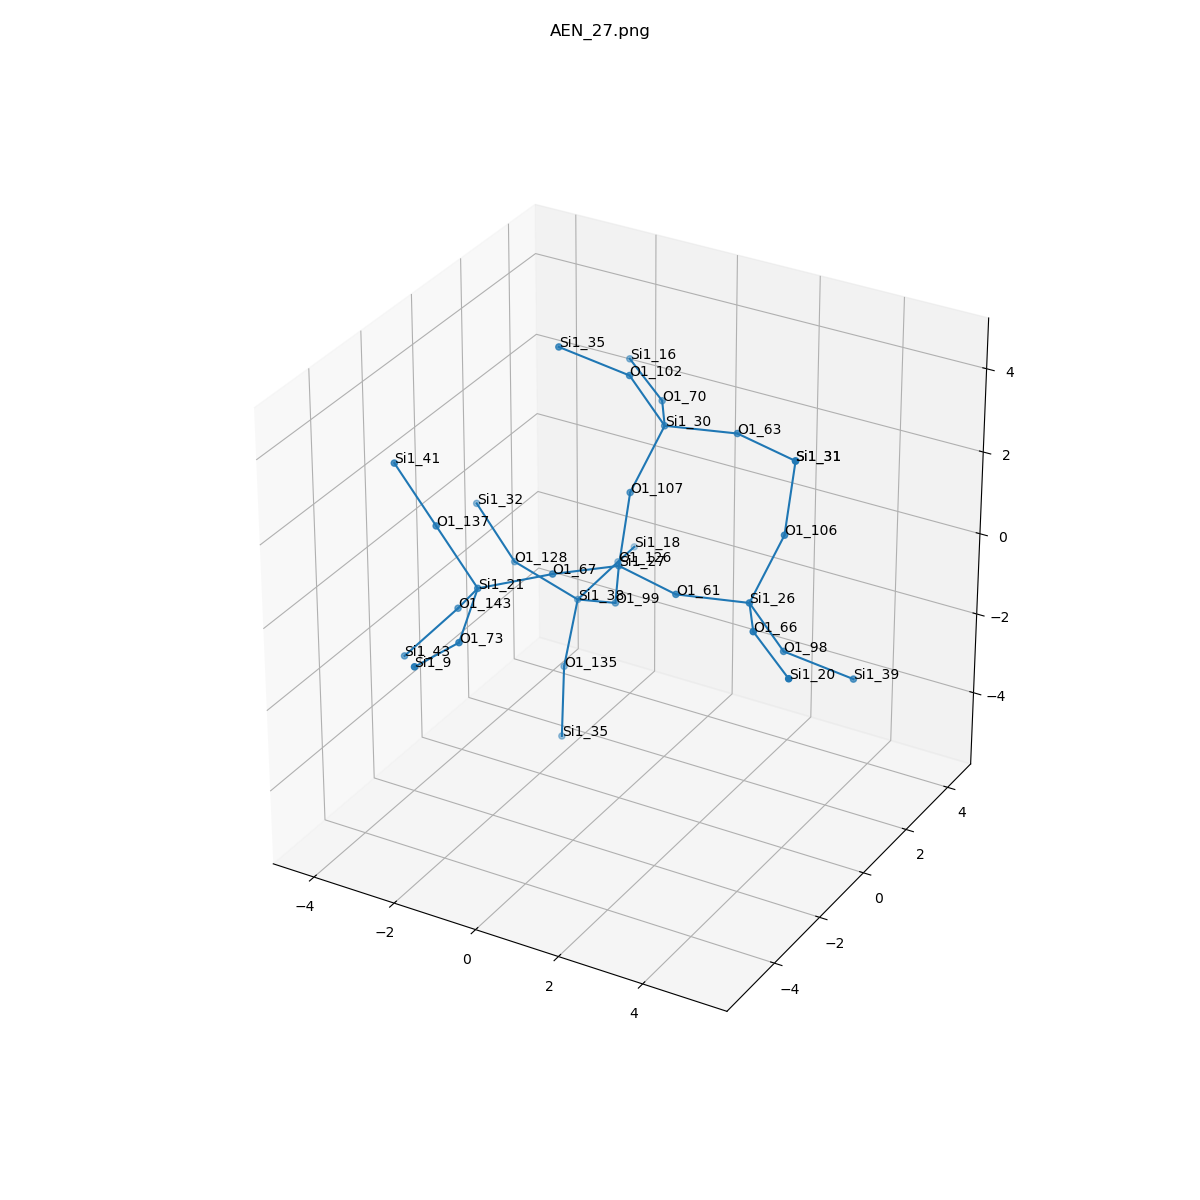 AEN_27.png
Si1_35
Si1_16
O1_102
O1_70
Si1_30
O1_63
Si1_31
Si1_41
O1_107
Si1_32
O1_137
O1_106
Si1_18
O1_128
O1_126
Si1_27
O1_67
Si1_21
O1_61
Si1_38
O1_99
Si1_26
O1_143
O1_66
O1_73
O1_98
Si1_43
Si1_9
O1_135
Si1_20
Si1_39
Si1_35
4
2
0
−2
−4
4
2
0
−2
−4
−4
−2
0
2
4